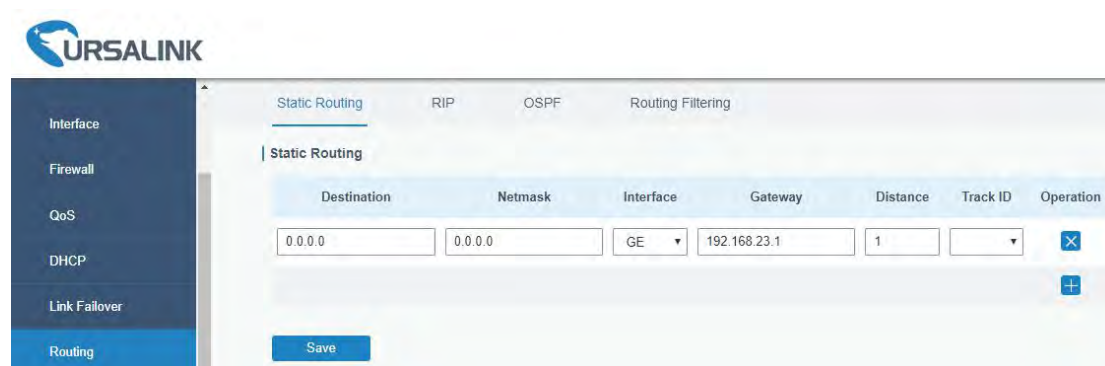 URSALINK
Interface
Firewall
QoS
DHCP
Link Failover
Routing
Static Routing RIP OSPF Routing Filtering
Static Routing
Destination Netmask Interface Gateway Distance Track ID Operation
0.0.0.0 0.0.0.0 GE 192.168.23.1 1
Save